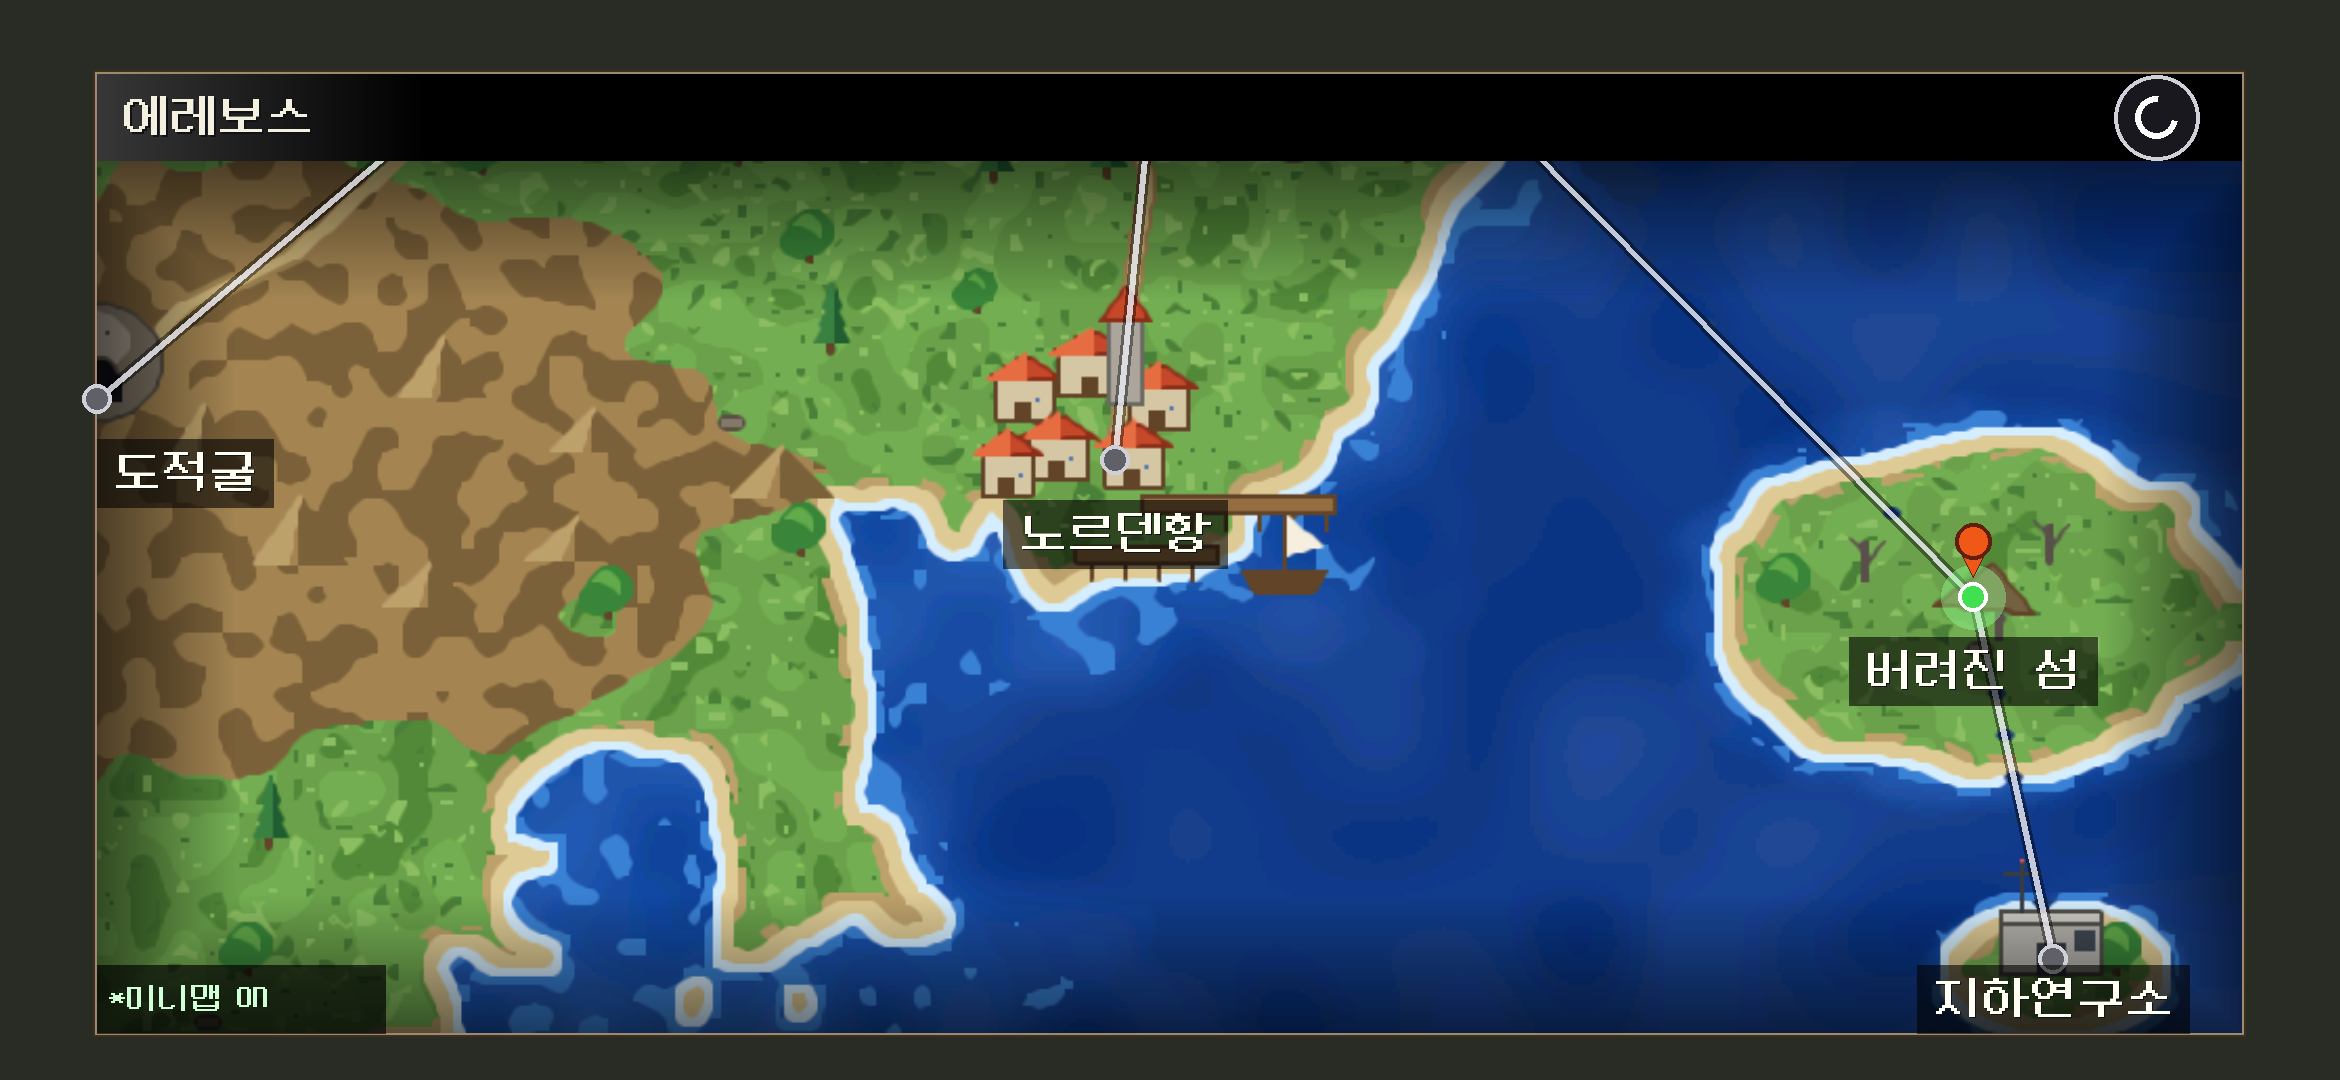 에레보스
도적굴
노르덴항
버려진 섬
지하연구소
*미니맵 on